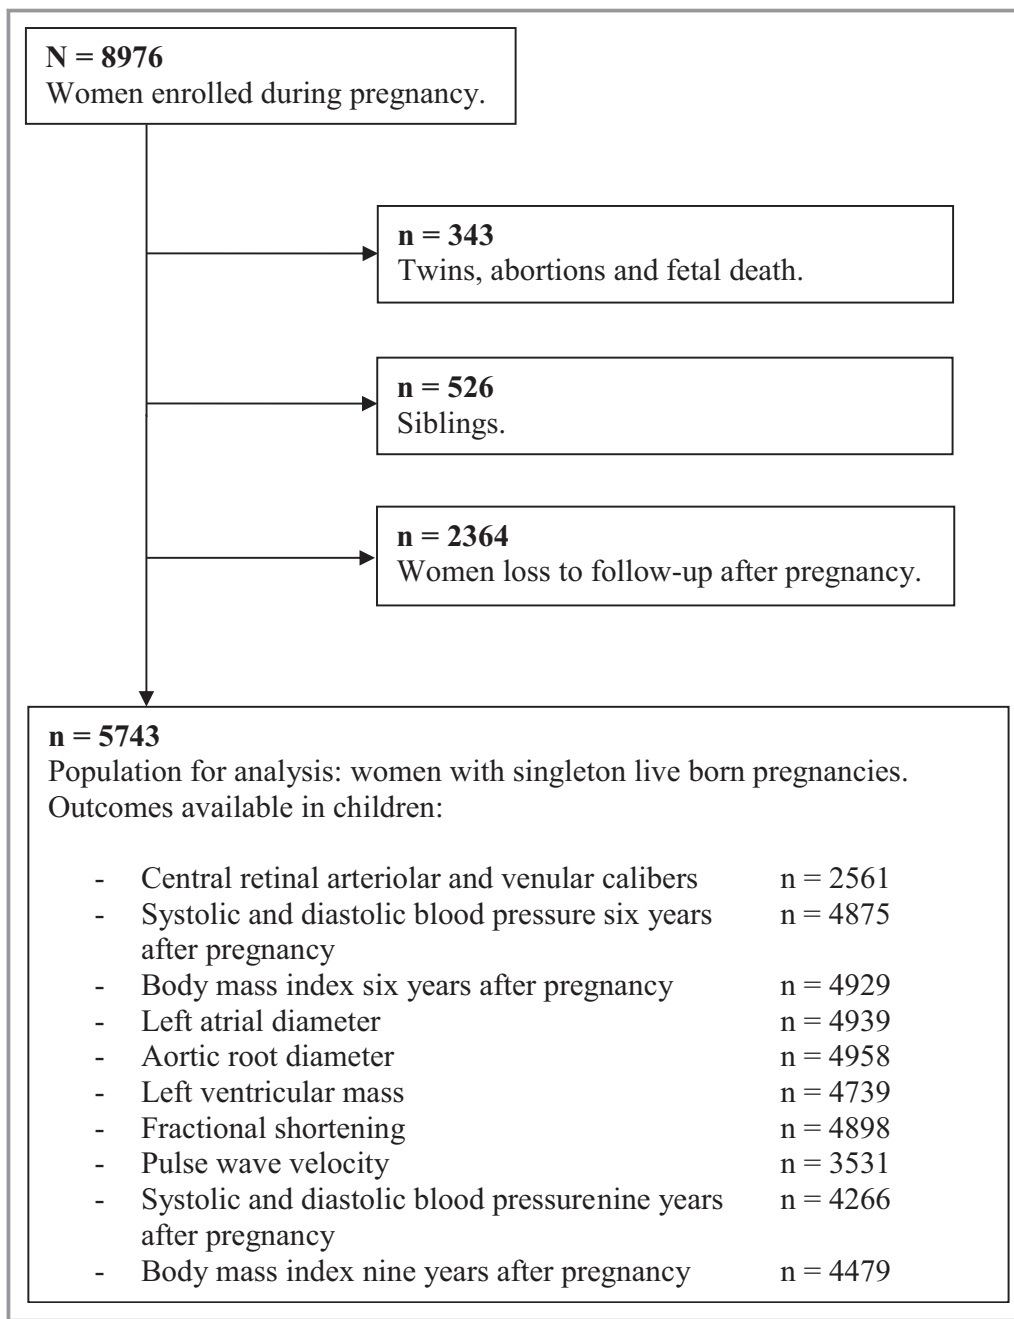 N = 8976
Women enrolled during pregnancy.
n = 343
Twins, abortions and fetal death.
n = 526
Siblings.
n = 2364
Women loss to follow-up after pregnancy.
n = 5743
Population for analysis: women with singleton live born pregnancies.
Outcomes available in children:
- Central retinal arteriolar and venular calibers n = 2561
- Systolic and diastolic blood pressure six years n = 4875
after pregnancy
- Body mass index six years after pregnancy n = 4929
- Left atrial diameter n = 4939
- Aortic root diameter n = 4958
- Left ventricular mass n = 4739
- Fractional shortening n = 4898
- Pulse wave velocity n = 3531
- Systolic and diastolic blood pressurenine years n = 4266
after pregnancy
- Body mass index nine years after pregnancy n = 4479